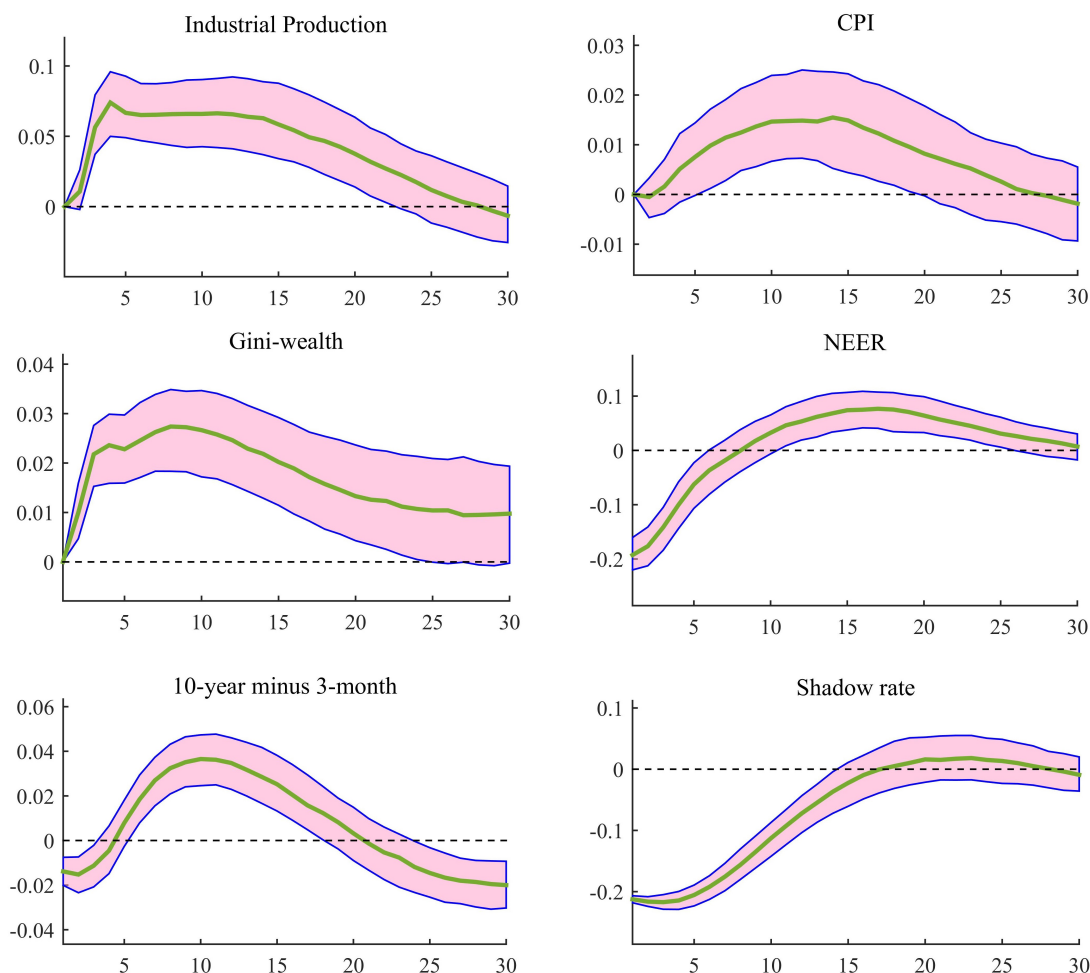 Industrial Production
0.1
0.05
0
5 10 15 20 25 30
CPI
0.03
0.02
0.01
0
-0.01
5 10 15 20 25 30
Gini-wealth
0.04
0.03
0.02
0.01
0
5 10 15 20 25 30
NEER
0.1
0
-0.1
-0.2
5 10 15 20 25 30
10-year minus 3-month
0.06
0.04
0.02
0
-0.02
-0.04
5 10 15 20 25 30
Shadow rate
0.1
0
-0.1
-0.2
5 10 15 20 25 30